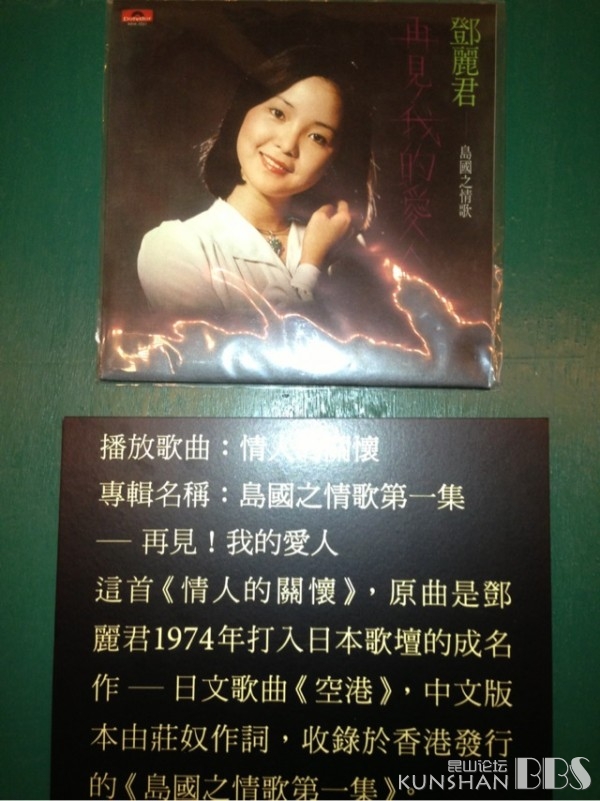 鄧麗君
島國之情歌
再見!我的愛人
播放歌曲：情人的關懷
專輯名稱：島國之情歌第一集
— 再見！我的愛人
這首《情人的關懷》，原曲是鄧
麗君1974年打入日本歌壇的成名
作 — 日文歌曲《空港》，中文版
本由莊奴作詞，收錄於香港發行
的《島國之情歌第一集》。
昆山论坛
KUNSHAN BBS